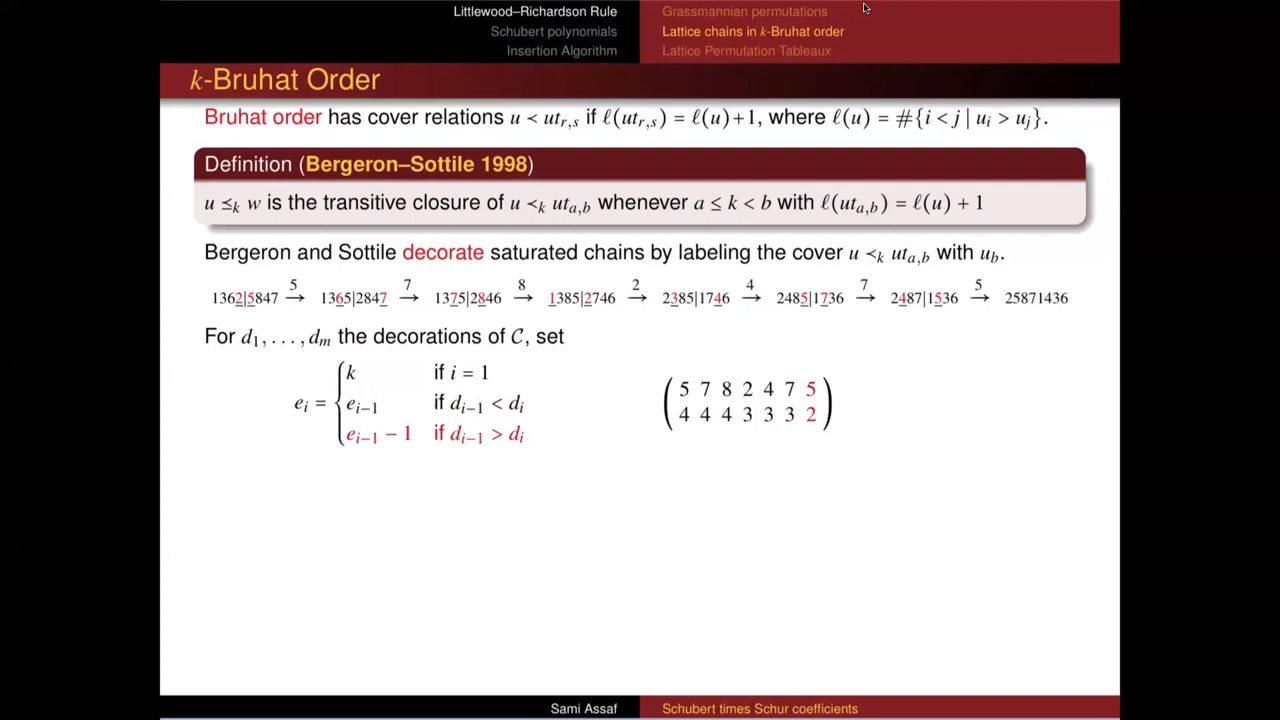 Littlewood–Richardson Rule
Schubert polynomials
Insertion Algorithm
Grassmannian permutations
Lattice chains in k-Bruhat order
Lattice Permutation Tableaux
k-Bruhat Order
Bruhat order has cover relations u ≺ ut_{r,s} if ℓ(ut_{r,s}) = ℓ(u)+1, where ℓ(u) = #{i < j | u_i > u_j}.
Definition (Bergeron–Sottile 1998)
u ≤_k w is the transitive closure of u ≺_k ut_{a,b} whenever a ≤ k < b with ℓ(ut_{a,b}) = ℓ(u) + 1
Bergeron and Sottile decorate saturated chains by labeling the cover u ≺_k ut_{a,b} with u_b.
1362|5847 →^5 1365|2847 →^7 1375|2846 →^8 1385|2746 →^2 2385|1746 →^4 2485|1736 →^7 2487|1536 →^5 25871436
For d_1, . . . , d_m the decorations of C, set
e_i = { k if i = 1
e_{i−1} if d_{i−1} < d_i
e_{i−1} − 1 if d_{i−1} > d_i
( 5 7 8 2 4 7 5
4 4 4 3 3 3 2 )
Sami Assaf
Schubert times Schur coefficients